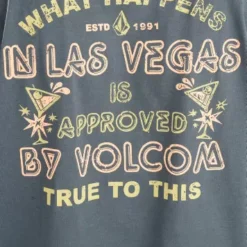 WHAT HAPPENS
ESTD 1991
IN LAS VEGAS
IS
APPROVED
BY VOLCOM
TRUE TO THIS